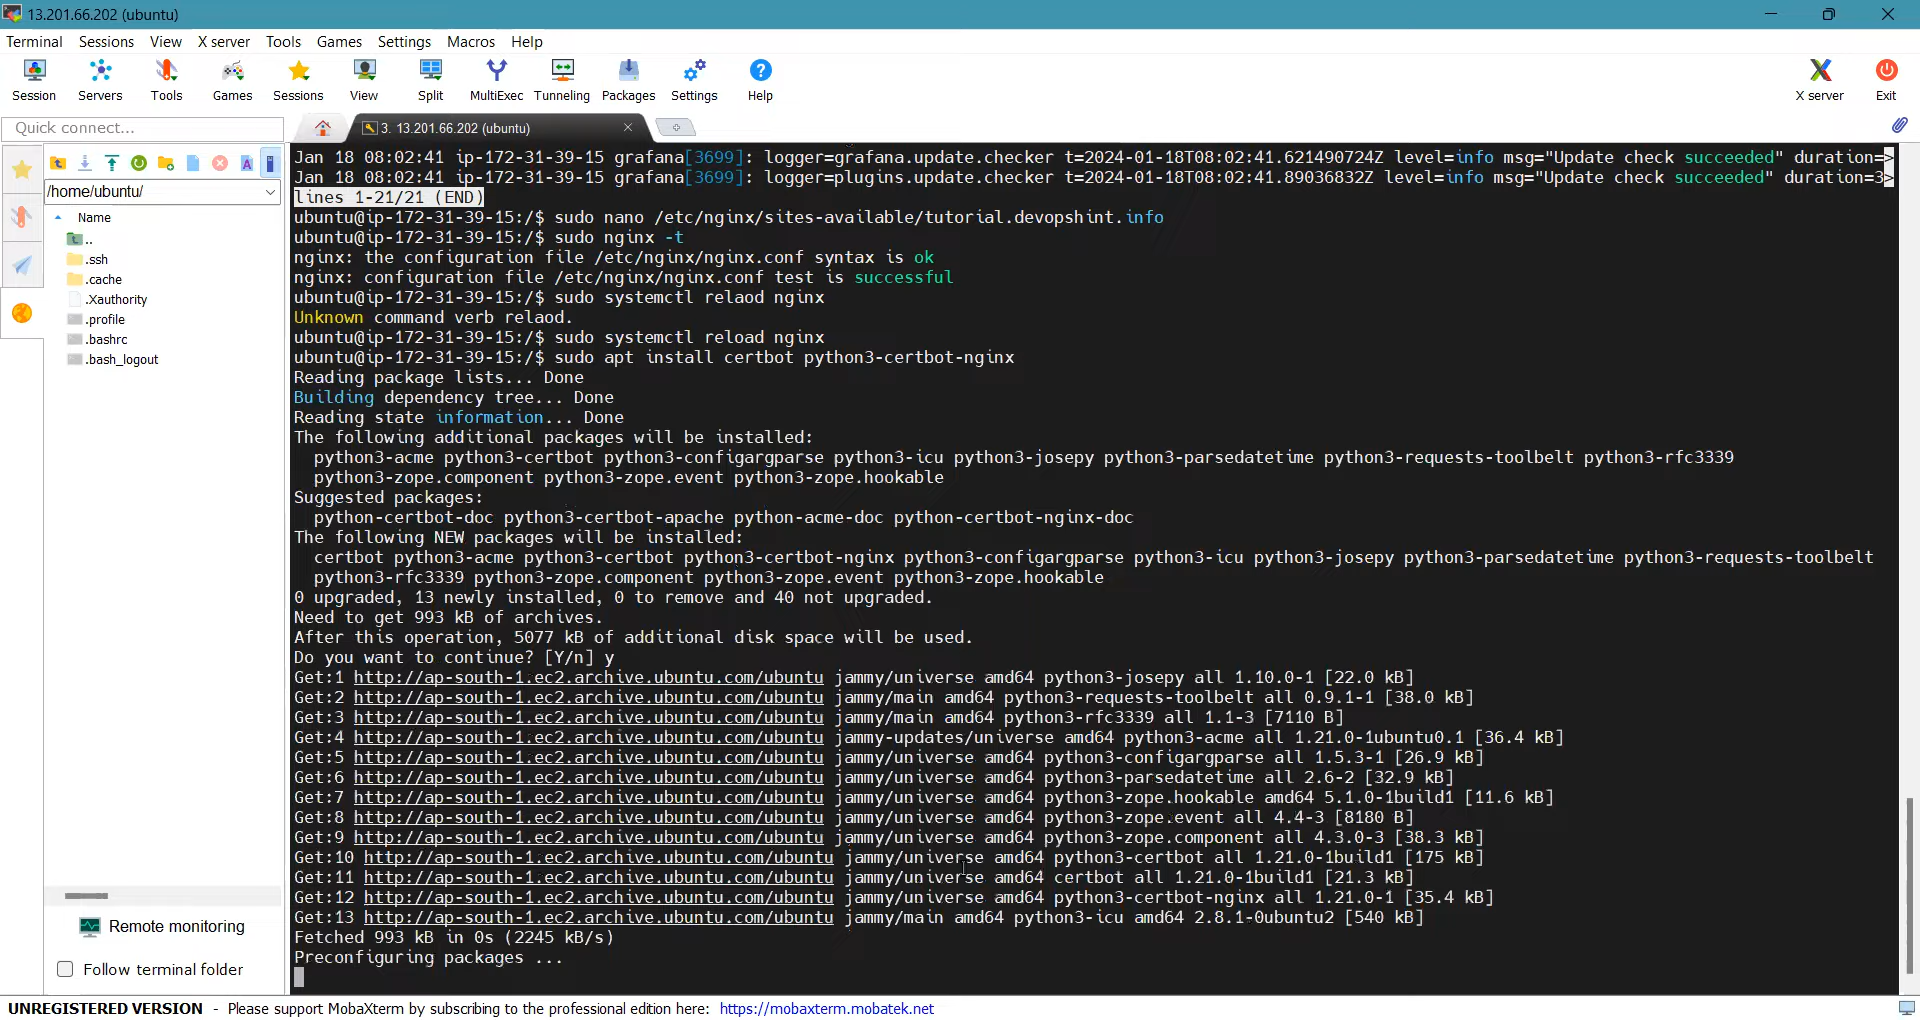 13.201.66.202 (ubuntu)
Terminal Sessions View X server Tools Games Settings Macros Help
Session Servers Tools Games Sessions View Split MultiExec Tunneling Packages Settings Help X server Exit
Quick connect...
3. 13.201.66.202 (ubuntu)
/home/ubuntu/
Name
..
.ssh
.cache
.Xauthority
.profile
.bashrc
.bash_logout
Remote monitoring
Follow terminal folder
Jan 18 08:02:41 ip-172-31-39-15 grafana[3699]: logger=grafana.update.checker t=2024-01-18T08:02:41.621490724Z level=info msg="Update check succeeded" duration=>
Jan 18 08:02:41 ip-172-31-39-15 grafana[3699]: logger=plugins.update.checker t=2024-01-18T08:02:41.89036832Z level=info msg="Update check succeeded" duration=3>
lines 1-21/21 (END)
ubuntu@ip-172-31-39-15:/$ sudo nano /etc/nginx/sites-available/tutorial.devopshint.info
ubuntu@ip-172-31-39-15:/$ sudo nginx -t
nginx: the configuration file /etc/nginx/nginx.conf syntax is ok
nginx: configuration file /etc/nginx/nginx.conf test is successful
ubuntu@ip-172-31-39-15:/$ sudo systemctl relaod nginx
Unknown command verb relaod.
ubuntu@ip-172-31-39-15:/$ sudo systemctl reload nginx
ubuntu@ip-172-31-39-15:/$ sudo apt install certbot python3-certbot-nginx
Reading package lists... Done
Building dependency tree... Done
Reading state information... Done
The following additional packages will be installed:
python3-acme python3-certbot python3-configargparse python3-icu python3-josepy python3-parsedatetime python3-requests-toolbelt python3-rfc3339
python3-zope.component python3-zope.event python3-zope.hookable
Suggested packages:
python-certbot-doc python3-certbot-apache python-acme-doc python-certbot-nginx-doc
The following NEW packages will be installed:
certbot python3-acme python3-certbot python3-certbot-nginx python3-configargparse python3-icu python3-josepy python3-parsedatetime python3-requests-toolbelt
python3-rfc3339 python3-zope.component python3-zope.event python3-zope.hookable
0 upgraded, 13 newly installed, 0 to remove and 40 not upgraded.
Need to get 993 kB of archives.
After this operation, 5077 kB of additional disk space will be used.
Do you want to continue? [Y/n] y
Get:1 http://ap-south-1.ec2.archive.ubuntu.com/ubuntu jammy/universe amd64 python3-josepy all 1.10.0-1 [22.0 kB]
Get:2 http://ap-south-1.ec2.archive.ubuntu.com/ubuntu jammy/main amd64 python3-requests-toolbelt all 0.9.1-1 [38.0 kB]
Get:3 http://ap-south-1.ec2.archive.ubuntu.com/ubuntu jammy/main amd64 python3-rfc3339 all 1.1-3 [7110 B]
Get:4 http://ap-south-1.ec2.archive.ubuntu.com/ubuntu jammy-updates/universe amd64 python3-acme all 1.21.0-1ubuntu0.1 [36.4 kB]
Get:5 http://ap-south-1.ec2.archive.ubuntu.com/ubuntu jammy/universe amd64 python3-configargparse all 1.5.3-1 [26.9 kB]
Get:6 http://ap-south-1.ec2.archive.ubuntu.com/ubuntu jammy/universe amd64 python3-parsedatetime all 2.6-2 [32.9 kB]
Get:7 http://ap-south-1.ec2.archive.ubuntu.com/ubuntu jammy/universe amd64 python3-zope.hookable amd64 5.1.0-1build1 [11.6 kB]
Get:8 http://ap-south-1.ec2.archive.ubuntu.com/ubuntu jammy/universe amd64 python3-zope.event all 4.4-3 [8180 B]
Get:9 http://ap-south-1.ec2.archive.ubuntu.com/ubuntu jammy/universe amd64 python3-zope.component all 4.3.0-3 [38.3 kB]
Get:10 http://ap-south-1.ec2.archive.ubuntu.com/ubuntu jammy/universe amd64 python3-certbot all 1.21.0-1build1 [175 kB]
Get:11 http://ap-south-1.ec2.archive.ubuntu.com/ubuntu jammy/universe amd64 certbot all 1.21.0-1build1 [21.3 kB]
Get:12 http://ap-south-1.ec2.archive.ubuntu.com/ubuntu jammy/universe amd64 python3-certbot-nginx all 1.21.0-1 [35.4 kB]
Get:13 http://ap-south-1.ec2.archive.ubuntu.com/ubuntu jammy/main amd64 python3-icu amd64 2.8.1-0ubuntu2 [540 kB]
Fetched 993 kB in 0s (2245 kB/s)
Preconfiguring packages ...
UNREGISTERED VERSION - Please support MobaXterm by subscribing to the professional edition here: https://mobaxterm.mobatek.net